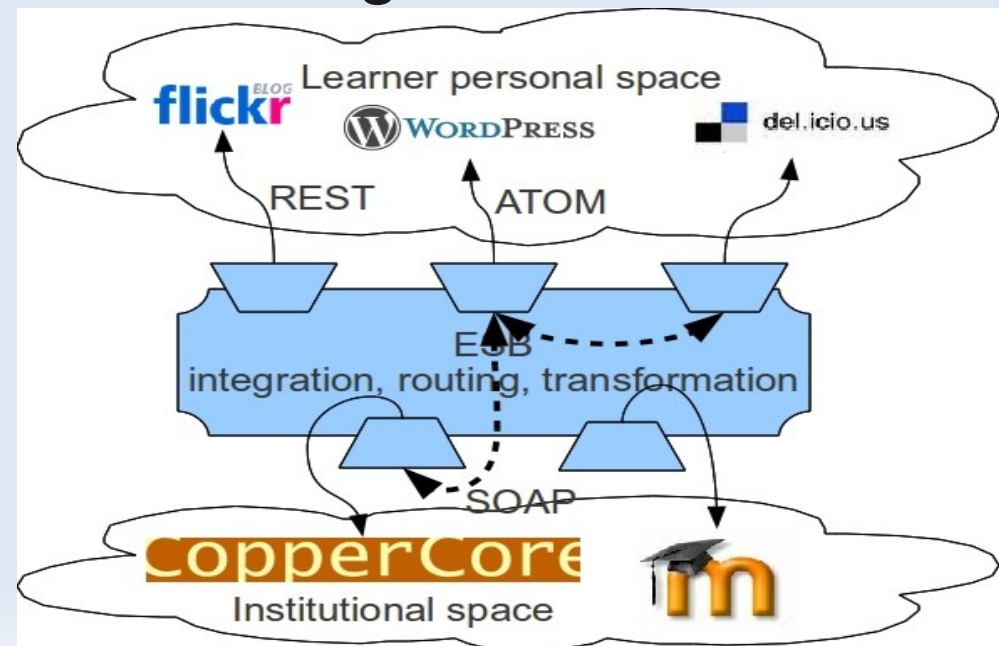 Learner personal space
flickr BLOG
WORDPRESS
del.icio.us
REST
ATOM
ESB
integration, routing, transformation
SOAP
CopperCore
Institutional space
m